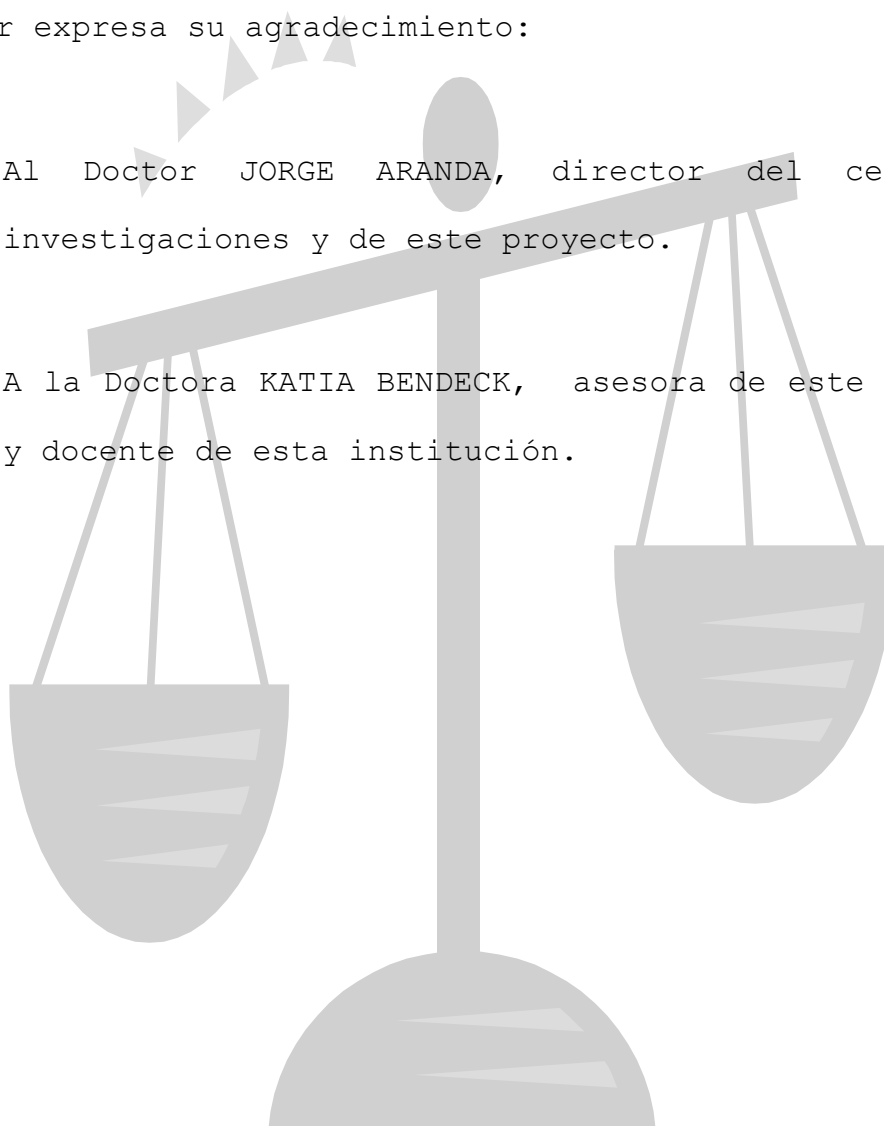 r expresa su agradecimiento:
Al Doctor JORGE ARANDA, director del ce
investigaciones y de este proyecto.
A la Doctora KATIA BENDECK, asesora de este
y docente de esta institución.